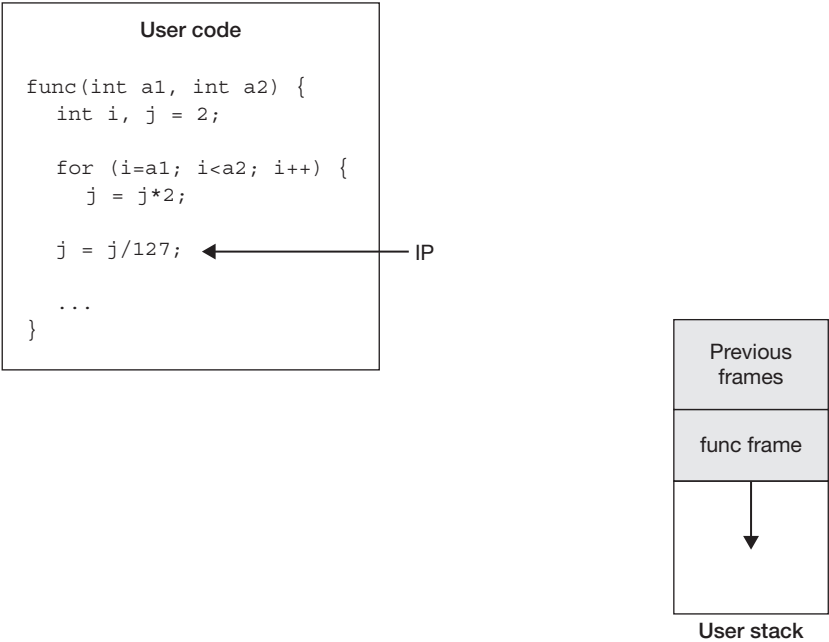 User code
func(int a1, int a2) {
int i, j = 2;
for (i=a1; i<a2; i++) {
j = j*2;
j = j/127;
IP
...
}
Previous
frames
func frame
User stack